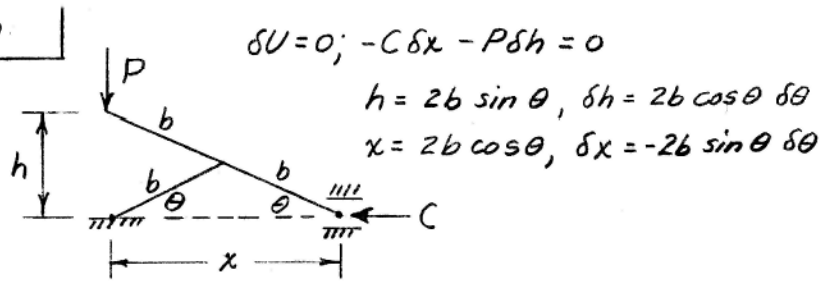 δU = 0; -Cδx - Pδh = 0
h = 2b sin θ, δh = 2b cos θ δθ
x = 2b cos θ, δx = -2b sin θ δθ
P
b
h
b
b
θ
θ
C
x